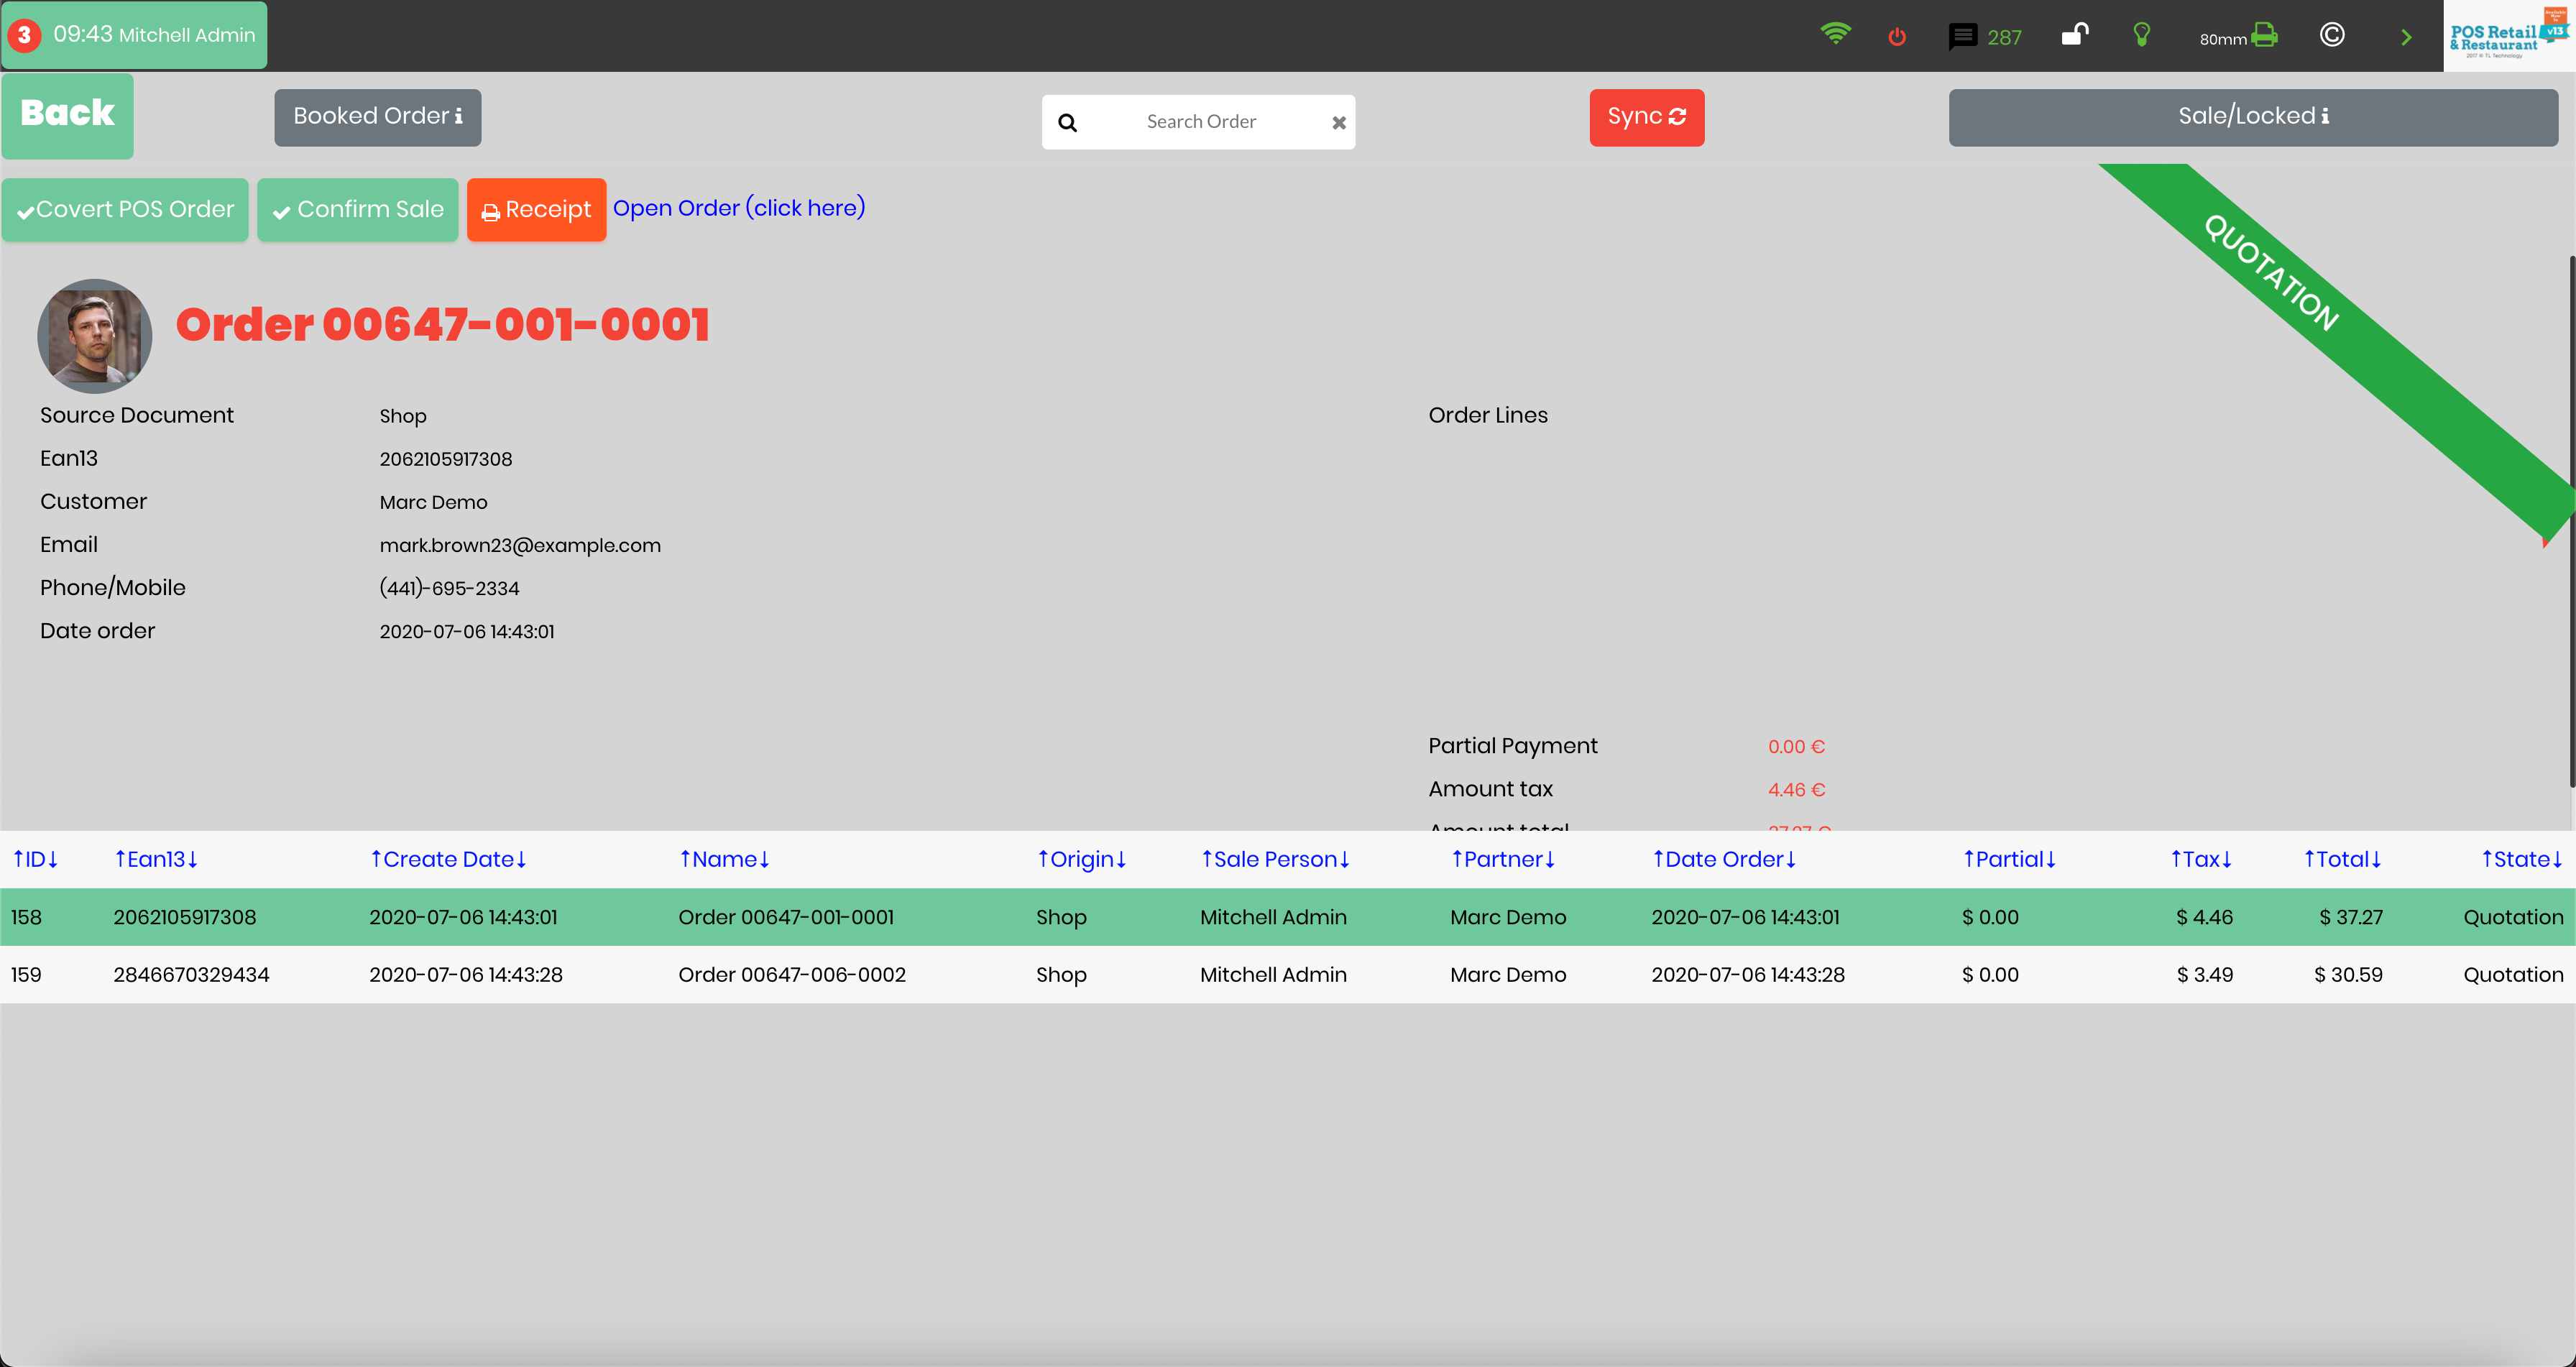 3 09:43 Mitchell Admin
287
80mm
POS Retail
& Restaurant
v13
2017 © TL Technology
Back
Booked Order
Search Order
Sync
Sale/Locked
Covert POS Order
Confirm Sale
Receipt
Open Order (click here)
QUOTATION
Order 00647-001-0001
Source Document Shop
Ean13 2062105917308
Customer Marc Demo
Email mark.brown23@example.com
Phone/Mobile (441)-695-2334
Date order 2020-07-06 14:43:01
Order Lines
Partial Payment 0.00 €
Amount tax 4.46 €
Amount total 37.27 €
↑ID↓ ↑Ean13↓ ↑Create Date↓ ↑Name↓ ↑Origin↓ ↑Sale Person↓ ↑Partner↓ ↑Date Order↓ ↑Partial↓ ↑Tax↓ ↑Total↓ ↑State↓
158 2062105917308 2020-07-06 14:43:01 Order 00647-001-0001 Shop Mitchell Admin Marc Demo 2020-07-06 14:43:01 $ 0.00 $ 4.46 $ 37.27 Quotation
159 2846670329434 2020-07-06 14:43:28 Order 00647-006-0002 Shop Mitchell Admin Marc Demo 2020-07-06 14:43:28 $ 0.00 $ 3.49 $ 30.59 Quotation